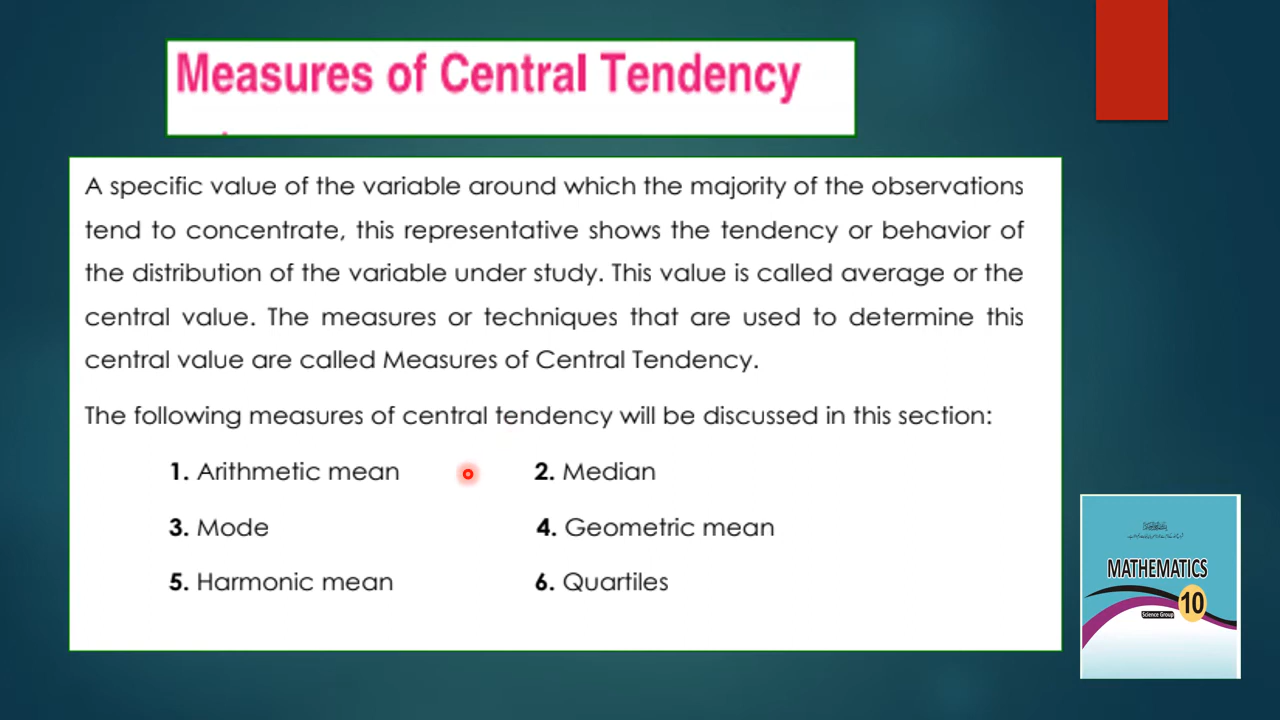 Measures of Central Tendency
A specific value of the variable around which the majority of the observations
tend to concentrate, this representative shows the tendency or behavior of
the distribution of the variable under study. This value is called average or the
central value. The measures or techniques that are used to determine this
central value are called Measures of Central Tendency.
The following measures of central tendency will be discussed in this section:
1. Arithmetic mean 2. Median
3. Mode 4. Geometric mean
5. Harmonic mean 6. Quartiles
MATHEMATICS
10
Science Group